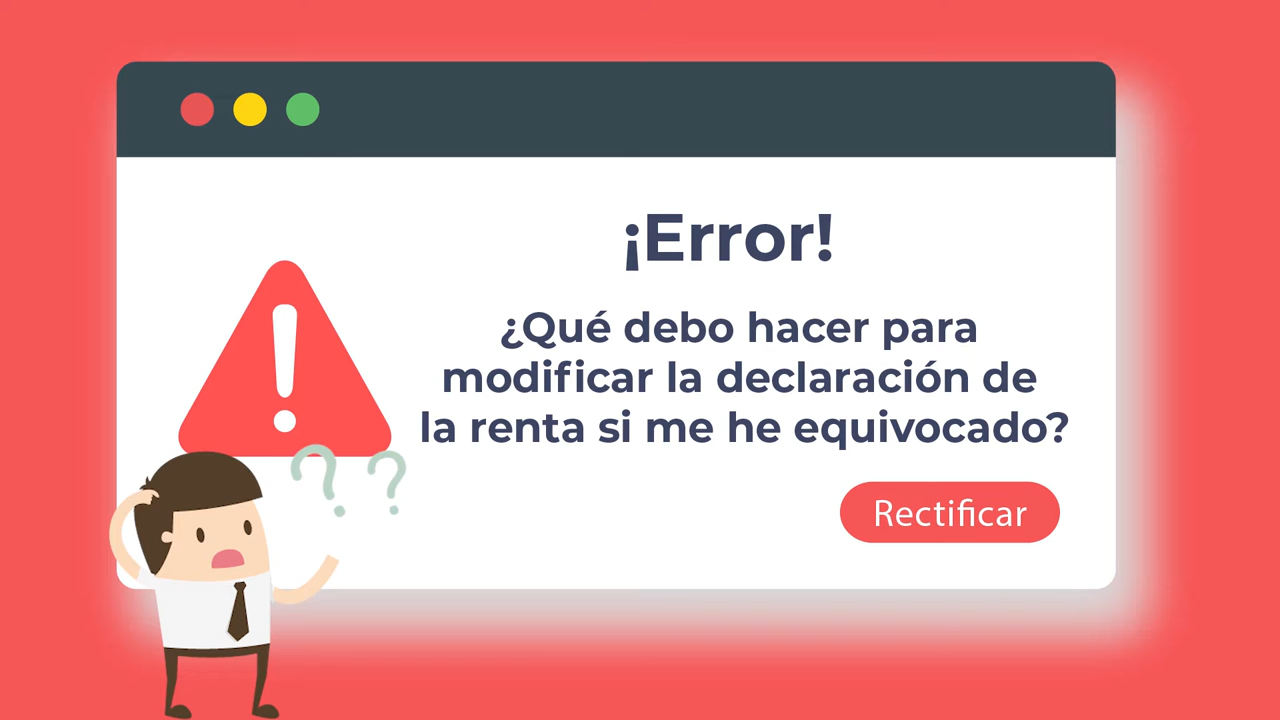 ¡Error!
¿Qué debo hacer para
modificar la declaración de
la renta si me he equivocado?
Rectificar